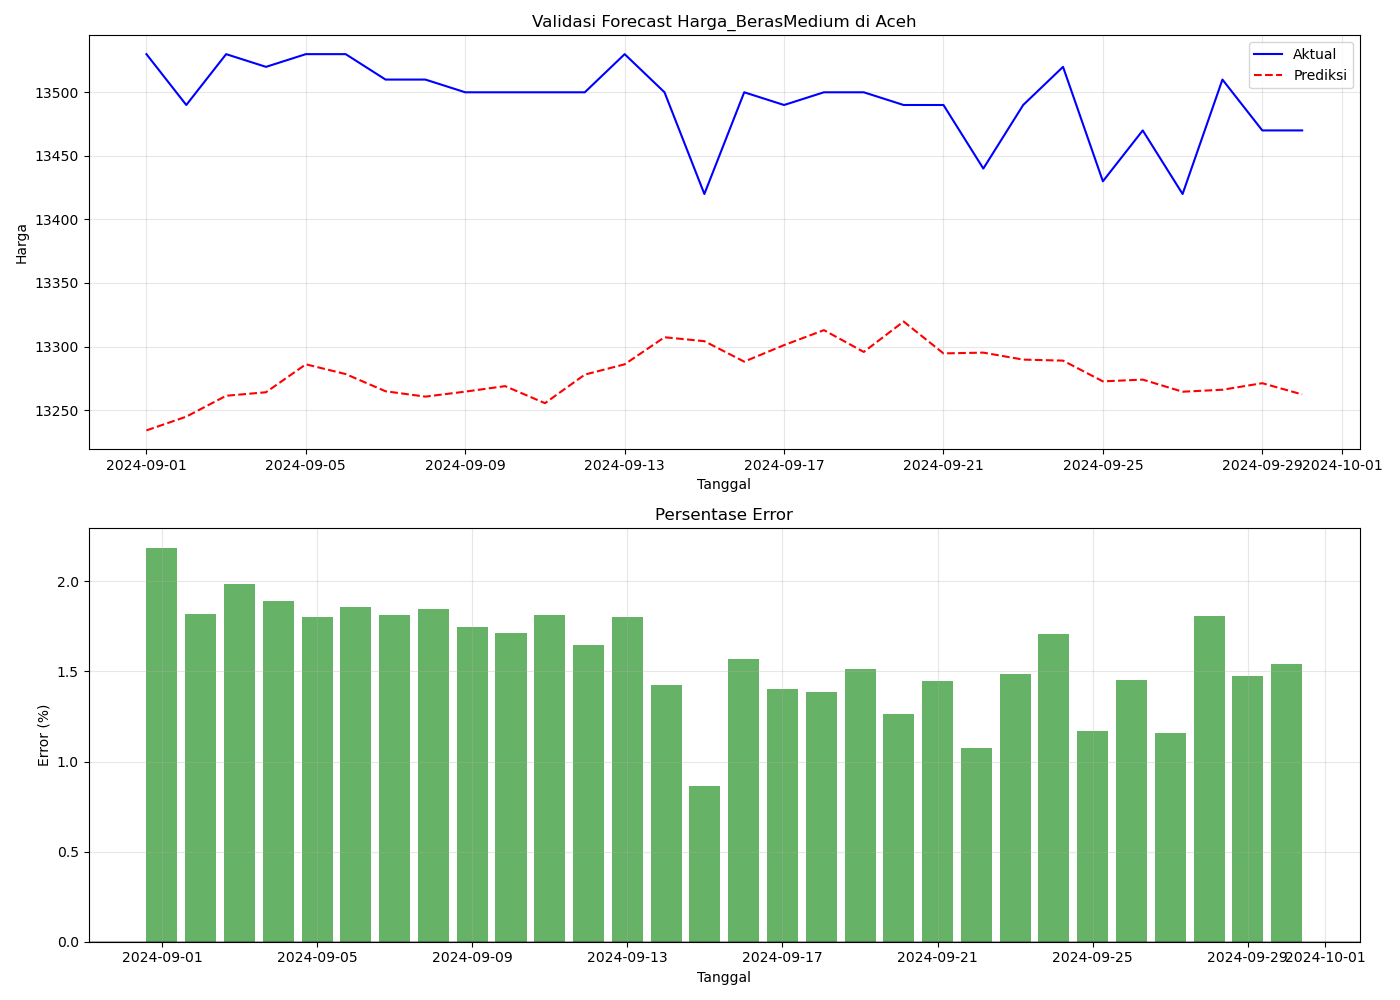 Validasi Forecast Harga_BerasMedium di Aceh
Aktual
Prediksi
13500
13450
13400
13350
13300
13250
Harga
2024-09-01 2024-09-05 2024-09-09 2024-09-13 2024-09-17 2024-09-21 2024-09-25 2024-09-29 2024-10-01
Tanggal
Persentase Error
2.0
1.5
1.0
0.5
0.0
Error (%)
2024-09-01 2024-09-05 2024-09-09 2024-09-13 2024-09-17 2024-09-21 2024-09-25 2024-09-29 2024-10-01
Tanggal